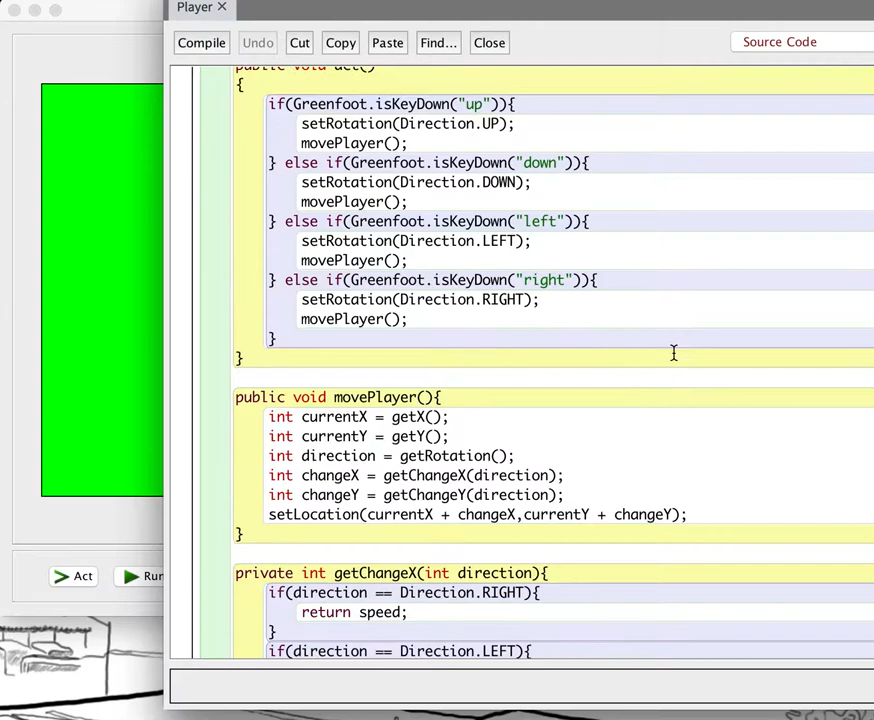 Player ×
Compile Undo Cut Copy Paste Find... Close Source Code
public void act()
{
if(Greenfoot.isKeyDown("up")){
setRotation(Direction.UP);
movePlayer();
} else if(Greenfoot.isKeyDown("down")){
setRotation(Direction.DOWN);
movePlayer();
} else if(Greenfoot.isKeyDown("left")){
setRotation(Direction.LEFT);
movePlayer();
} else if(Greenfoot.isKeyDown("right")){
setRotation(Direction.RIGHT);
movePlayer();
}
}
public void movePlayer(){
int currentX = getX();
int currentY = getY();
int direction = getRotation();
int changeX = getChangeX(direction);
int changeY = getChangeY(direction);
setLocation(currentX + changeX,currentY + changeY);
}
private int getChangeX(int direction){
if(direction == Direction.RIGHT){
return speed;
}
if(direction == Direction.LEFT){
Act Run